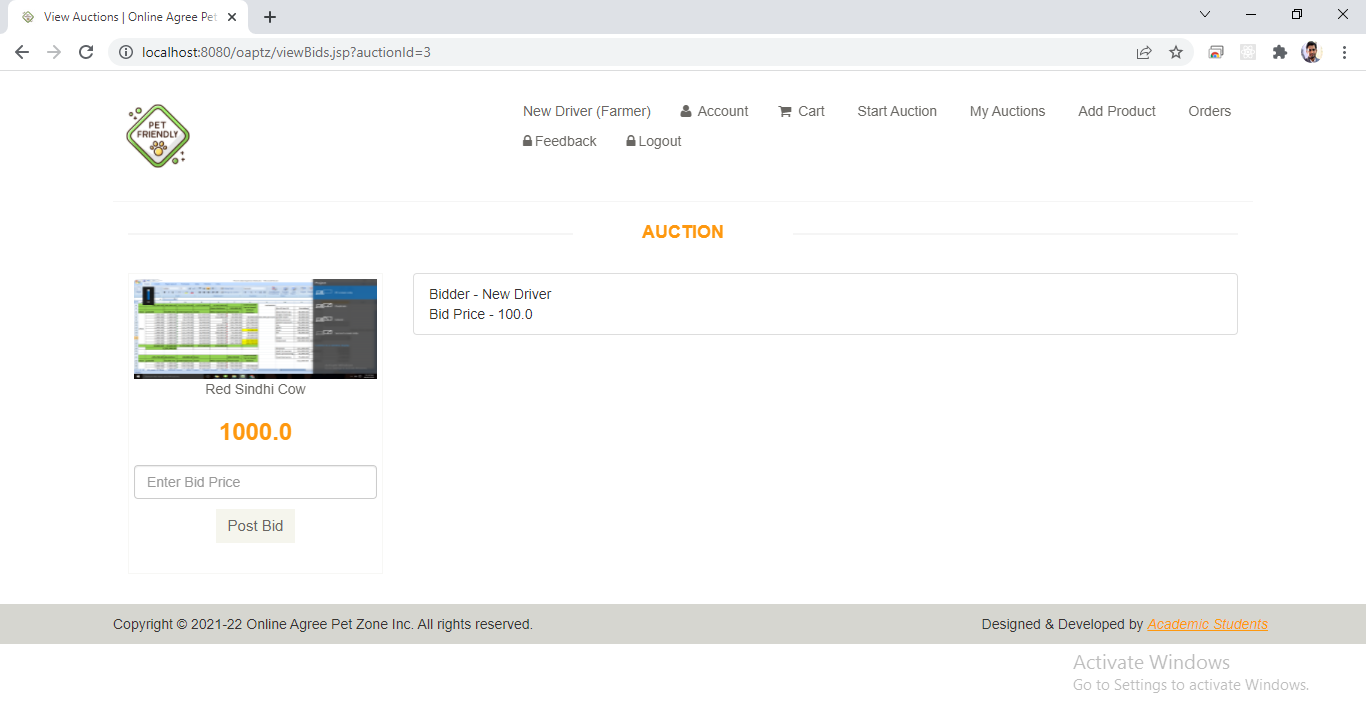 View Auctions | Online Agree Pet
localhost:8080/oaptz/viewBids.jsp?auctionId=3
PET
FRIENDLY
New Driver (Farmer) Account Cart Start Auction My Auctions Add Product Orders
Feedback Logout
AUCTION
Red Sindhi Cow
1000.0
Enter Bid Price
Post Bid
Bidder - New Driver
Bid Price - 100.0
Copyright © 2021-22 Online Agree Pet Zone Inc. All rights reserved.
Designed & Developed by Academic Students
Activate Windows
Go to Settings to activate Windows.